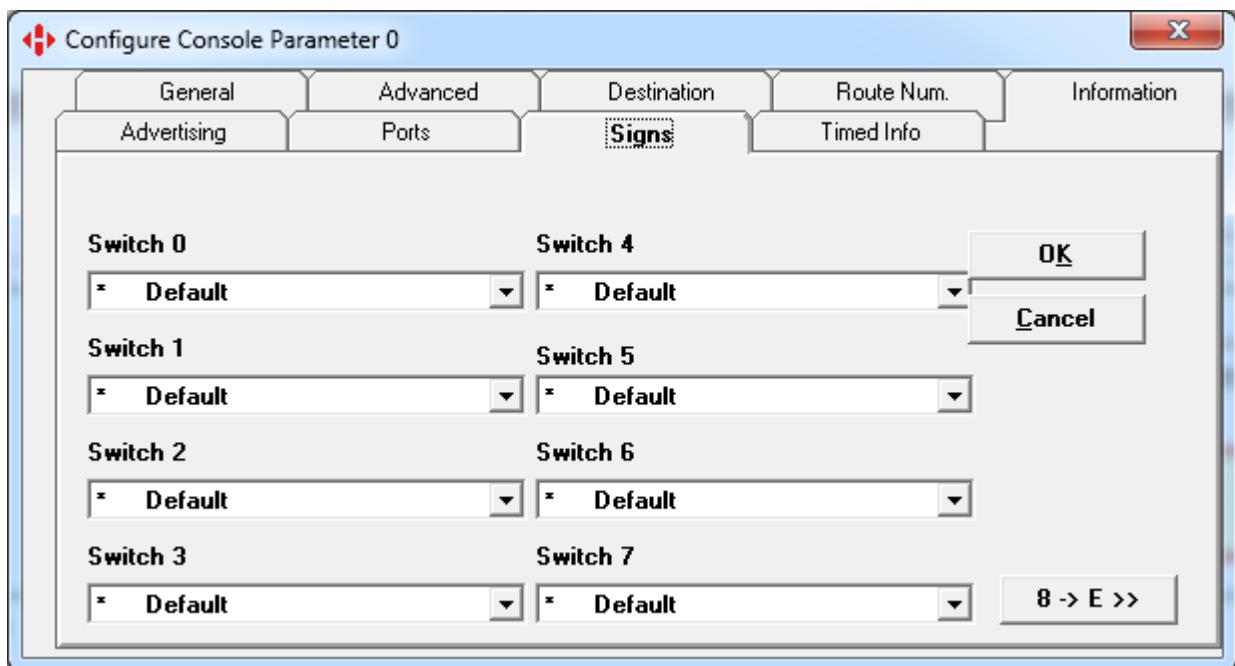 Configure Console Parameter 0
General Advanced Destination Route Num. Information
Advertising Ports Signs Timed Info
Switch 0 Switch 4 OK
* Default * Default
Cancel
Switch 1 Switch 5
* Default * Default
Switch 2 Switch 6
* Default * Default
Switch 3 Switch 7
* Default * Default 8 -> E >>